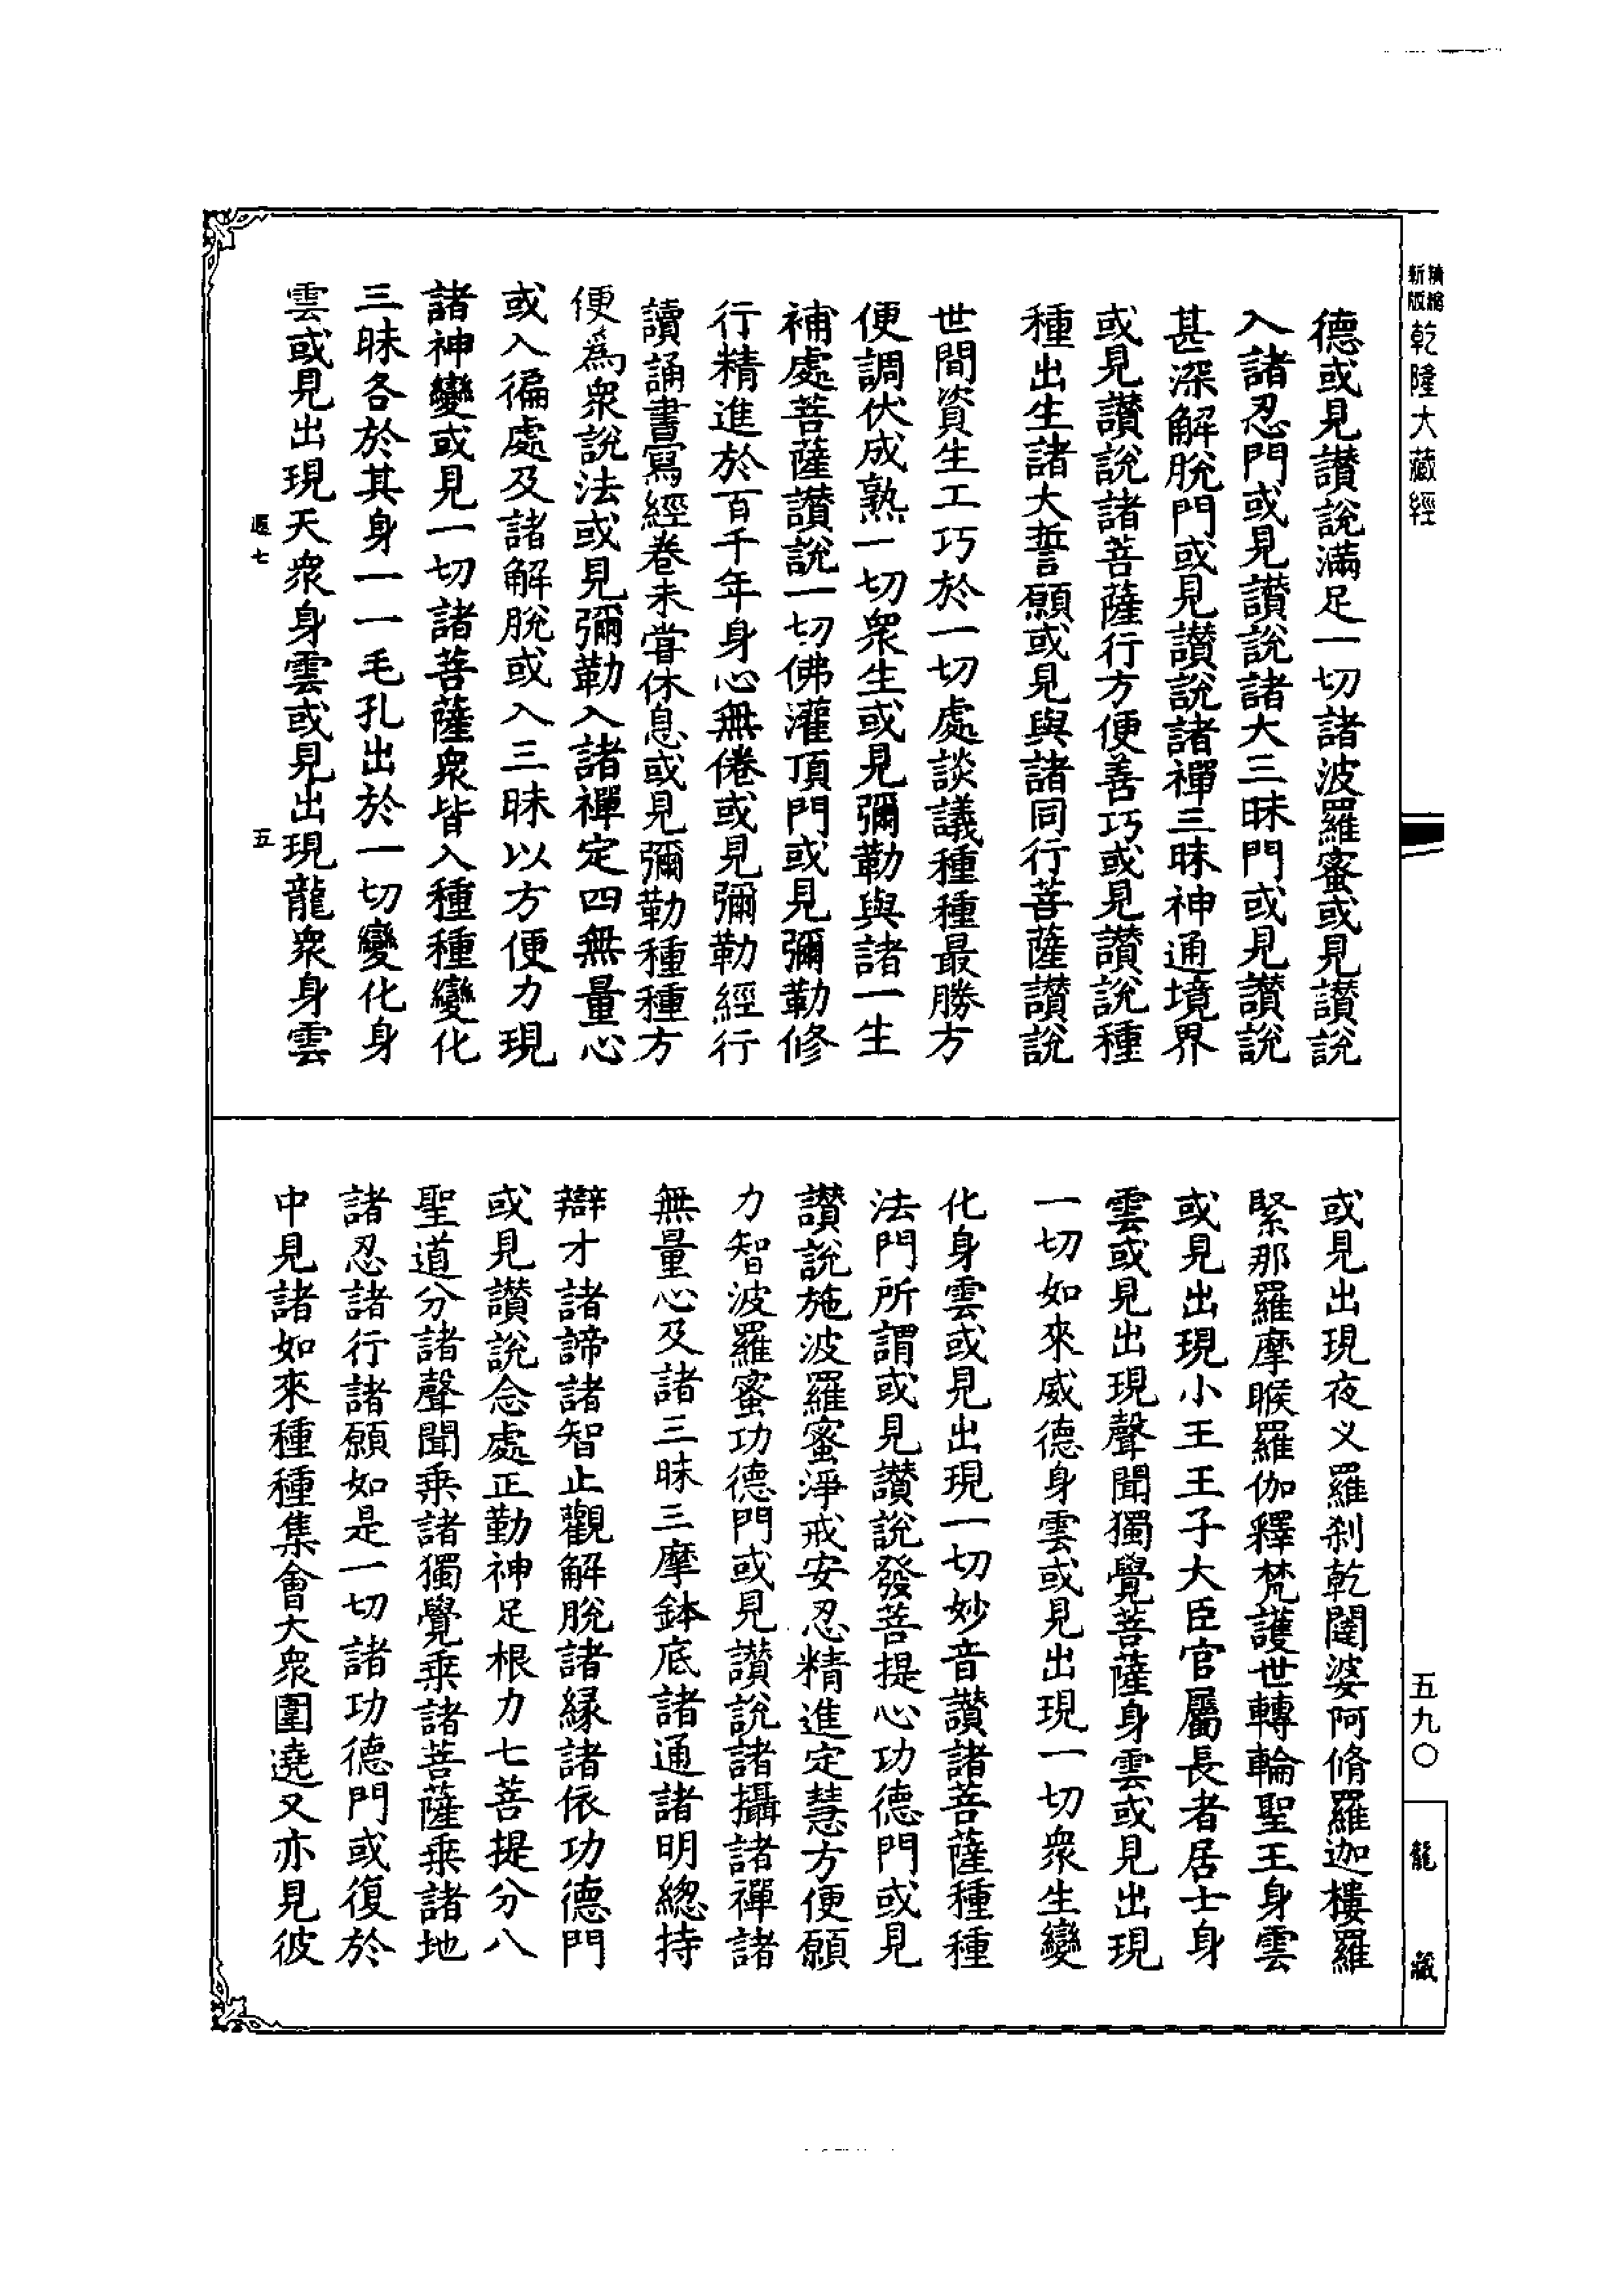 精繪
新版
乾隆大藏經
德或見讚說滿足一切諸波羅蜜或見讚說
入諸忍門或見讚說諸大三昧門或見讚說
甚深解脫門或見讚說諸禪三昧神通境界
或見讚說諸菩薩行方便善巧或見讚說種
種出生諸大誓願或見與諸同行菩薩讚說
世間資生工巧於一切處談議種種最勝方
便調伏成熟一切衆生或見彌勒與諸一生
補處菩薩讚說一切佛灌頂門或見彌勒修
行精進於百千年身心無倦或見彌勒經行
讀誦書寫經卷未嘗休息或見彌勒種種方
便爲衆說法或見彌勒入諸禪定四無量心
或入徧處及諸解脫或入三昧以方便力現
諸神變或見一切諸菩薩衆皆入種種變化
三昧各於其身一一毛孔出於一切變化身
雲或見出現天衆身雲或見出現龍衆身雲
七
五
或見出現夜义羅刹乾闥婆阿脩羅迦樓羅
緊那羅摩睺羅伽釋梵護世轉輪聖王身雲
或見出現小王王子大臣官屬長者居士身
雲或見出現聲聞獨覺菩薩身雲或見出現
一切如來威德身雲或見出現一切衆生變
化身雲或見出現一切妙音讚諸菩薩種種
法門所謂或見讚說發菩提心功德門或見
讚說施波羅蜜淨戒安忍精進定慧方便願
力智波羅蜜功德門或見讚說諸攝諸禪諸
無量心及諸三昧三摩鉢底諸通諸明總持
辯才諸諦諸智止觀解脫諸緣諸依功德門
或見讚說念處正勤神足根力七菩提分八
聖道分諸聲聞乘諸獨覺乘諸菩薩乘諸地
諸忍諸行諸願如是一切諸功德門或復於
中見諸如來種種集會大衆圍遶又亦見彼
五九〇
龍藏